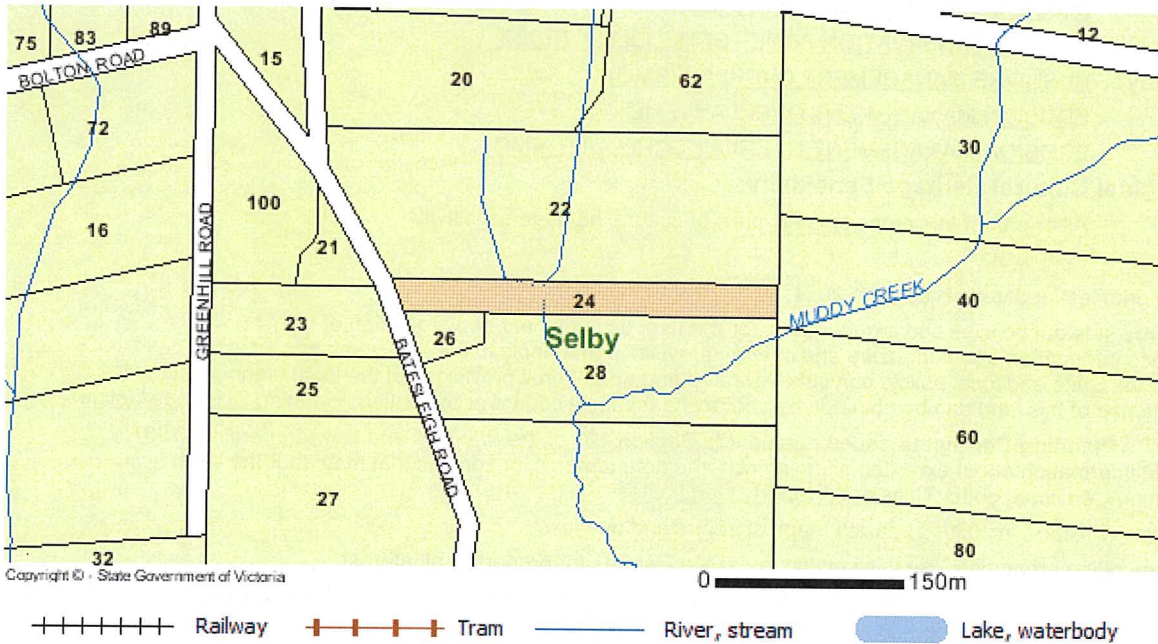 75
83
89
BOLTON ROAD
15
20
62
12
72
30
100
22
16
21
GREENHILL ROAD
24
40
MUDDY CREEK
23
26
Selby
28
25
BATESLEIGH ROAD
60
27
32
80
Copyright © - State Government of Victoria
0 150m
Railway Tram River, stream Lake, waterbody